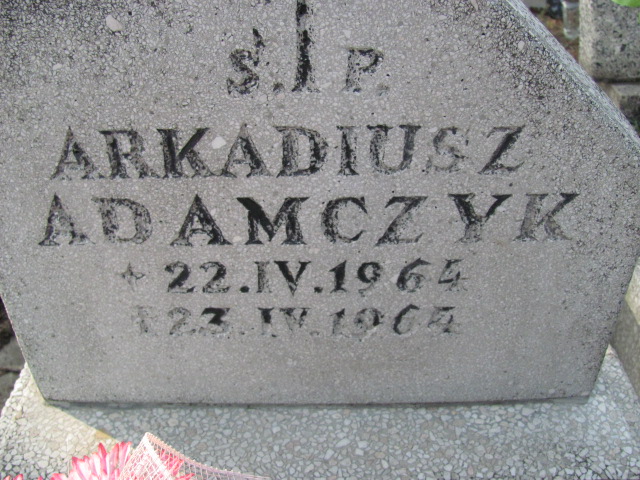 Ś.P.
ARKADIUSZ
ADAMCZYK
* 22.IV.1964
† 23.IV.1964